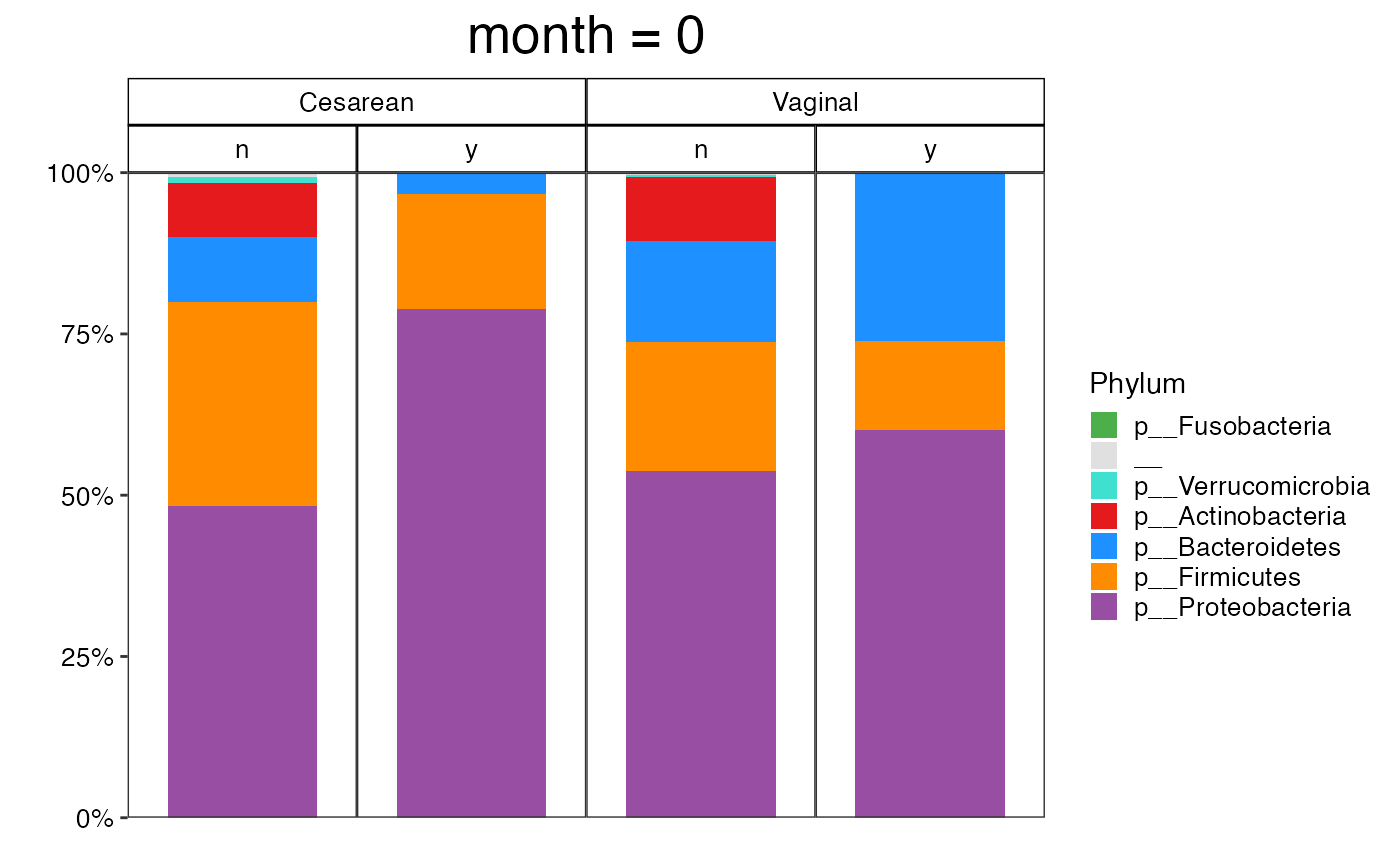 month = 0
Cesarean
Vaginal
n
y
n
y
100%
75%
50%
25%
0%
Phylum
p__Fusobacteria
__
p__Verrucomicrobia
p__Actinobacteria
p__Bacteroidetes
p__Firmicutes
p__Proteobacteria